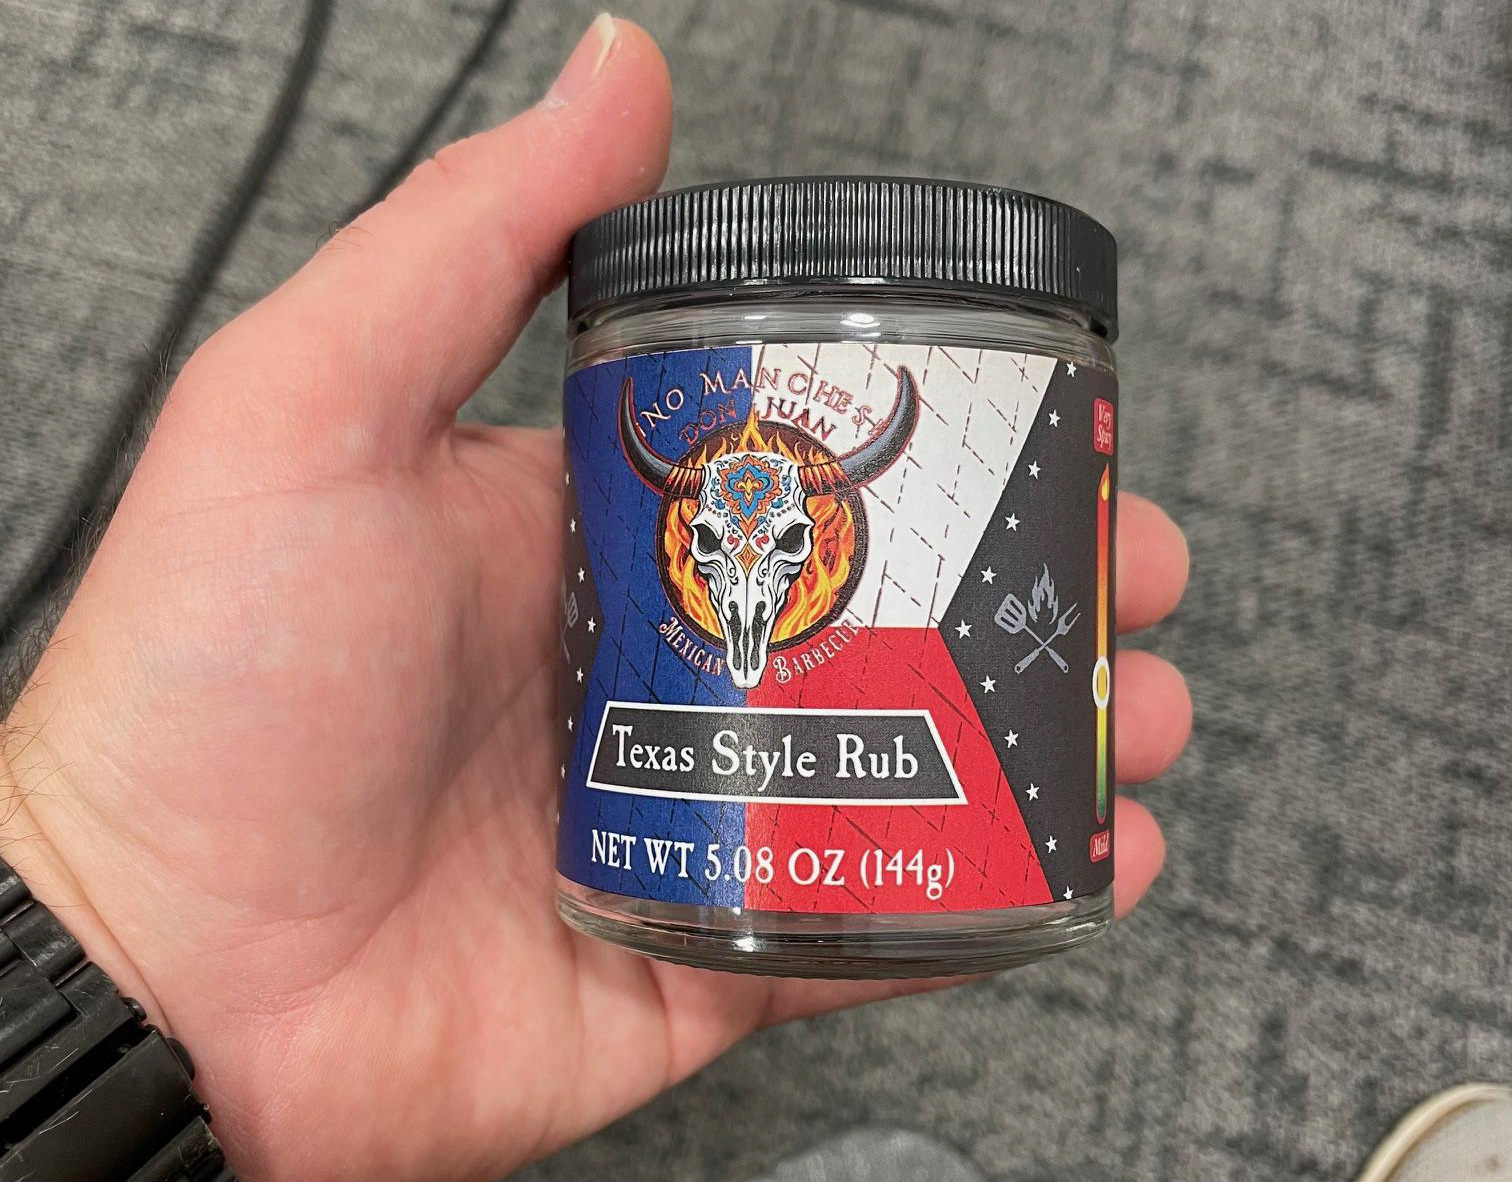 ¡NO MANCHES!
DON JUAN
MEXICAN BARBECUE
Texas Style Rub
NET WT 5.08 OZ (144g)
Very
Spicy
Mild